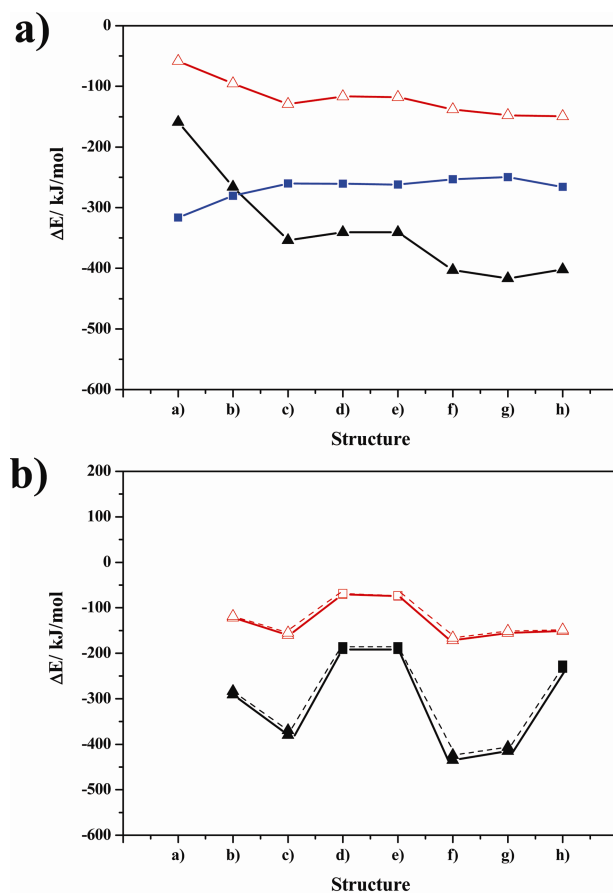 a)
0
-100
-200
-300
-400
-500
-600
ΔE/ kJ/mol
a) b) c) d) e) f) g) h)
Structure
b)
200
100
0
-100
-200
-300
-400
-500
-600
ΔE/ kJ/mol
a) b) c) d) e) f) g) h)
Structure